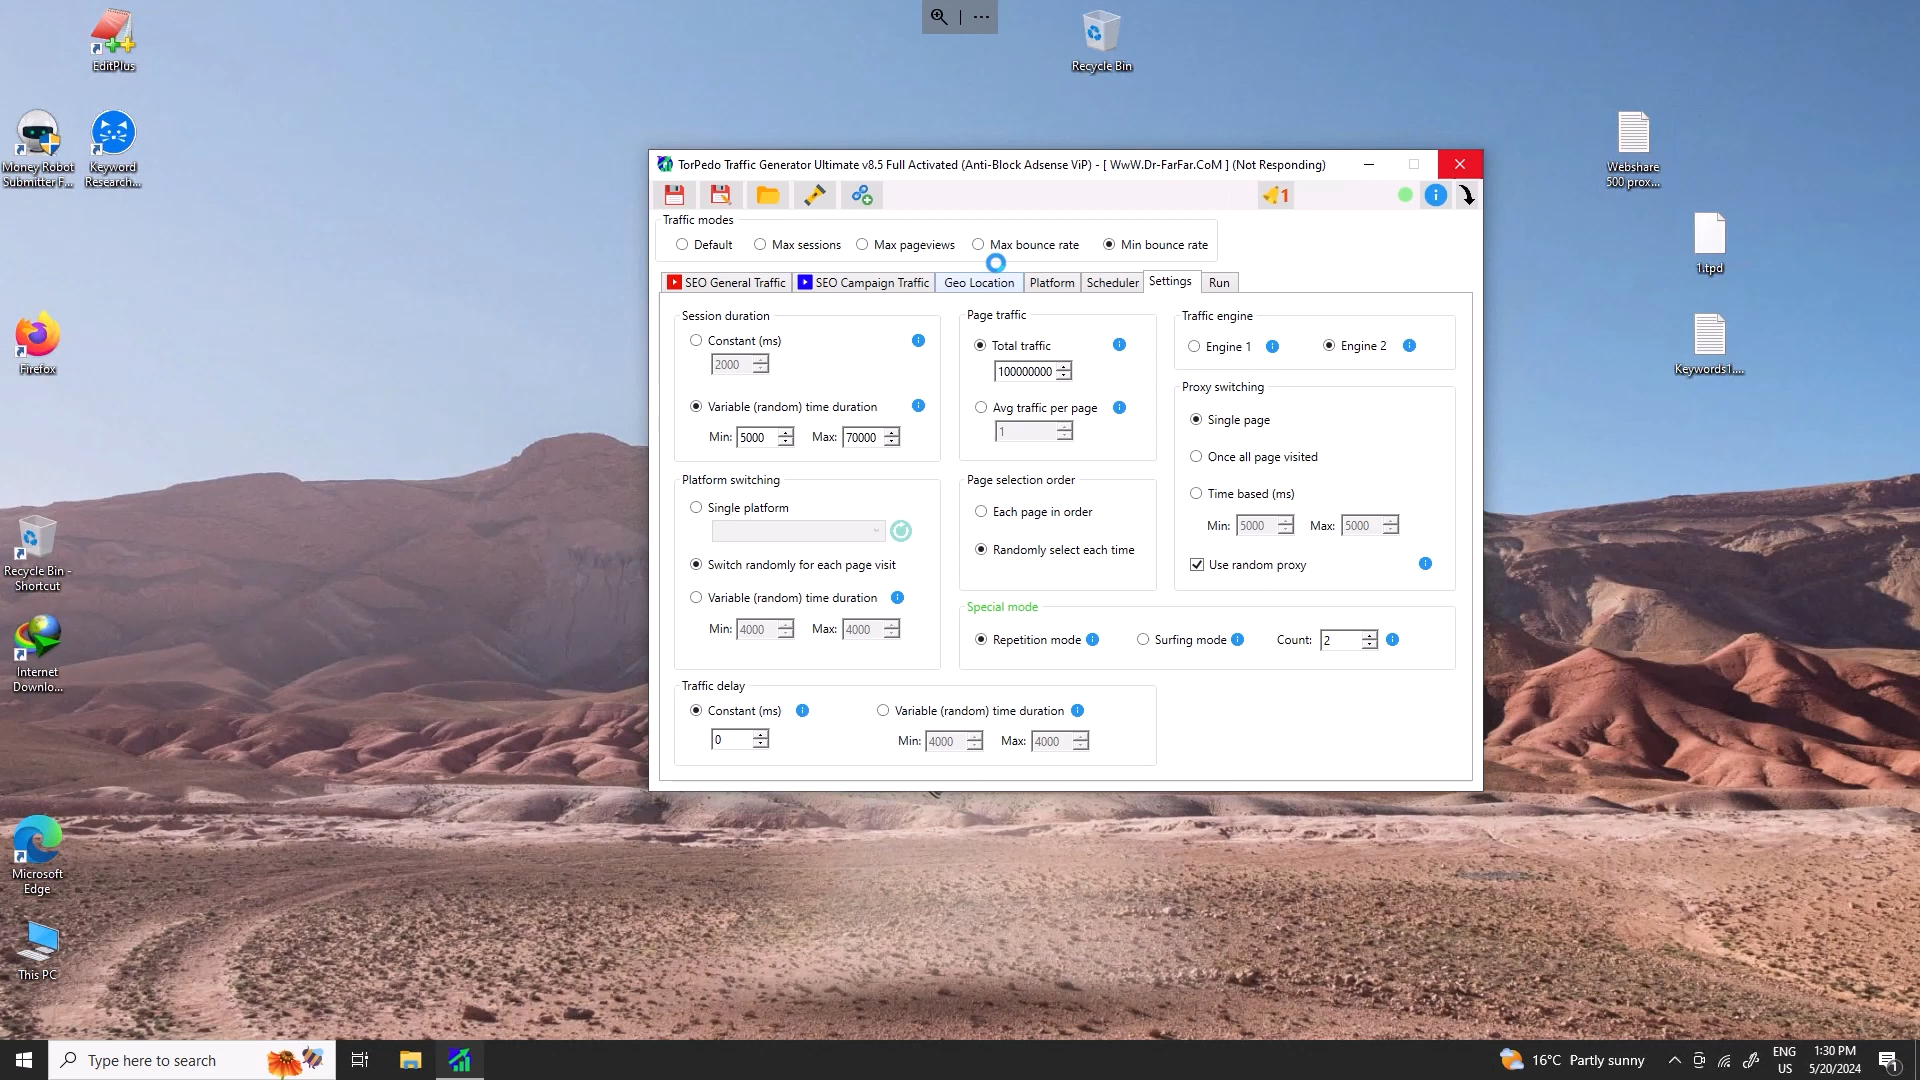 EditPlus
Recycle Bin
Money Robot
Submitter F...
Keyword
Research...
Firefox
Recycle Bin -
Shortcut
Internet
Downlo...
Microsoft
Edge
This PC
Webshare
500 prox...
1.tpd
Keywords1....
TorPedo Traffic Generator Ultimate v8.5 Full Activated (Anti-Block Adsense ViP) - [ WwW.Dr-FarFar.CoM ] (Not Responding)
1
Traffic modes
Default Max sessions Max pageviews Max bounce rate Min bounce rate
SEO General Traffic SEO Campaign Traffic Geo Location Platform Scheduler Settings Run
Session duration
Constant (ms)
2000
Variable (random) time duration
Min: 5000 Max: 70000
Platform switching
Single platform
Switch randomly for each page visit
Variable (random) time duration
Min: 4000 Max: 4000
Page traffic
Total traffic
100000000
Avg traffic per page
1
Page selection order
Each page in order
Randomly select each time
Traffic engine
Engine 1 Engine 2
Proxy switching
Single page
Once all page visited
Time based (ms)
Min: 5000 Max: 5000
Use random proxy
Special mode
Repetition mode Surfing mode Count: 2
Traffic delay
Constant (ms) Variable (random) time duration
0 Min: 4000 Max: 4000
Type here to search
16°C Partly sunny
ENG
US
1:30 PM
5/20/2024
1